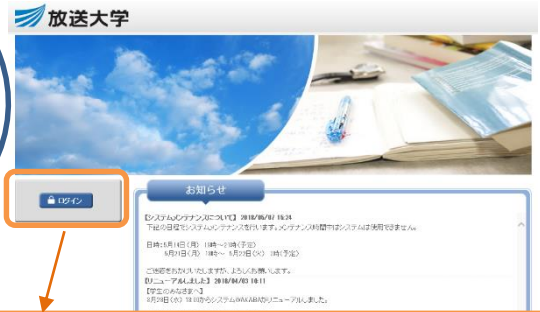 放送大学
ログイン
お知らせ
【システムメンテナンスについて】 2018/05/07 15:24
下記の日程でシステムメンテナンスを行います。メンテナンス時間中はシステムは使用できません。
日時:5月14日(月) 18時~21時(予定)
5月21日(月) 18時~ 5月22日(火) 3時(予定)
ご迷惑をおかけいたしますが、よろしくお願いします。
【リニューアルしました】 2018/04/03 10:11
【学生のみなさまへ】